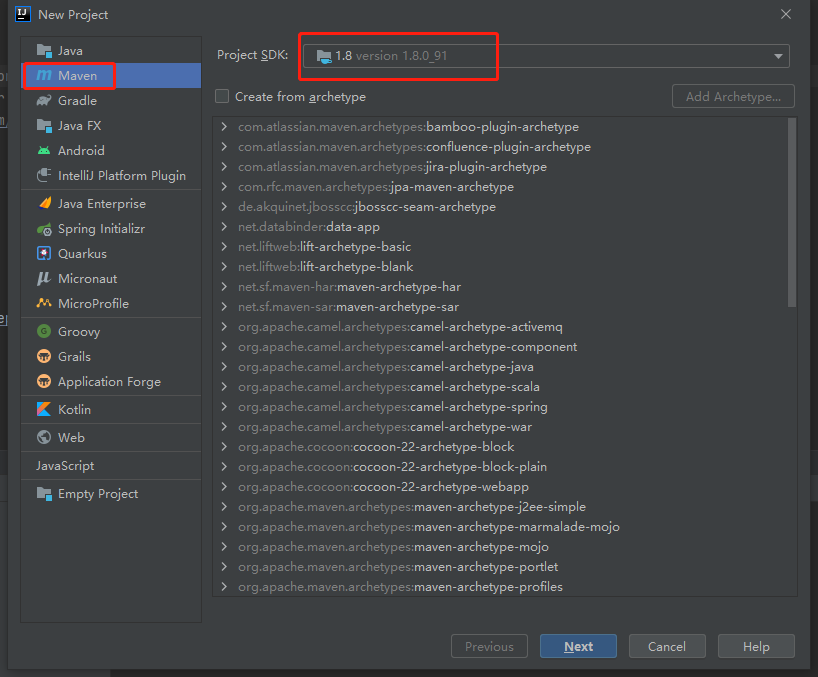 New Project
Java
Maven
Gradle
Java FX
Android
IntelliJ Platform Plugin
Java Enterprise
Spring Initializr
Quarkus
Micronaut
MicroProfile
Groovy
Grails
Application Forge
Kotlin
Web
JavaScript
Empty Project
Project SDK: 1.8 version 1.8.0_91
Create from archetype Add Archetype...
com.atlassian.maven.archetypes:bamboo-plugin-archetype
com.atlassian.maven.archetypes:confluence-plugin-archetype
com.atlassian.maven.archetypes:jira-plugin-archetype
com.rfc.maven.archetypes:jpa-maven-archetype
de.akquinet.jbosscc:jbosscc-seam-archetype
net.databinder:data-app
net.liftweb:lift-archetype-basic
net.liftweb:lift-archetype-blank
net.sf.maven-har:maven-archetype-har
net.sf.maven-sar:maven-archetype-sar
org.apache.camel.archetypes:camel-archetype-activemq
org.apache.camel.archetypes:camel-archetype-component
org.apache.camel.archetypes:camel-archetype-java
org.apache.camel.archetypes:camel-archetype-scala
org.apache.camel.archetypes:camel-archetype-spring
org.apache.camel.archetypes:camel-archetype-war
org.apache.cocoon:cocoon-22-archetype-block
org.apache.cocoon:cocoon-22-archetype-block-plain
org.apache.cocoon:cocoon-22-archetype-webapp
org.apache.maven.archetypes:maven-archetype-j2ee-simple
org.apache.maven.archetypes:maven-archetype-marmalade-mojo
org.apache.maven.archetypes:maven-archetype-mojo
org.apache.maven.archetypes:maven-archetype-portlet
org.apache.maven.archetypes:maven-archetype-profiles
Previous Next Cancel Help